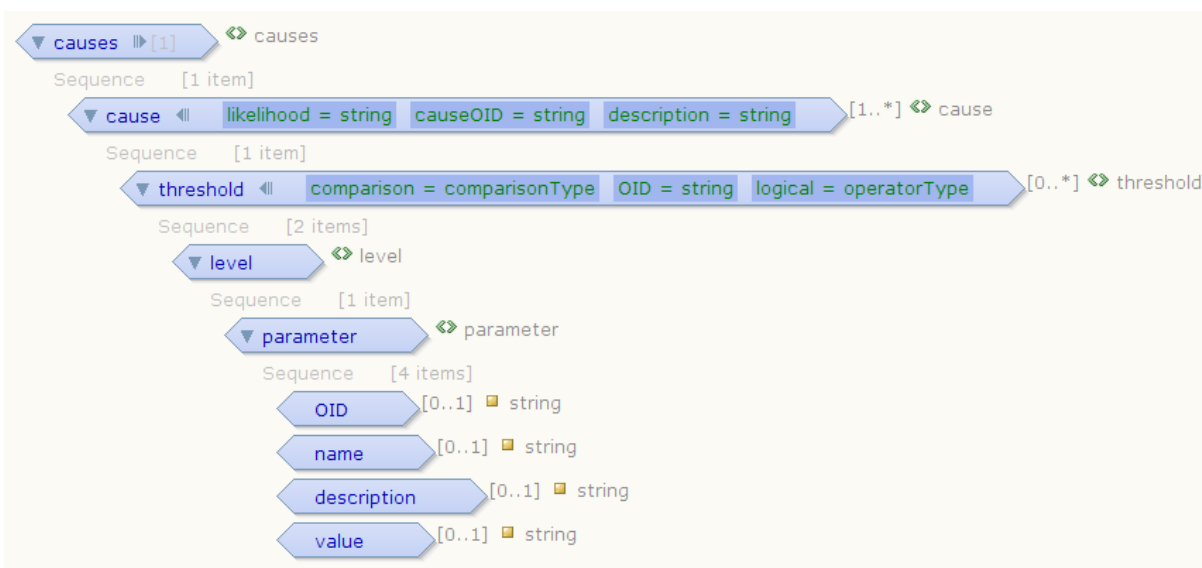 causes [1] causes
Sequence [1 item]
cause likelihood = string causeOID = string description = string [1..*] cause
Sequence [1 item]
threshold comparison = comparisonType OID = string logical = operatorType [0..*] threshold
Sequence [2 items]
level level
Sequence [1 item]
parameter parameter
Sequence [4 items]
OID [0..1] string
name [0..1] string
description [0..1] string
value [0..1] string